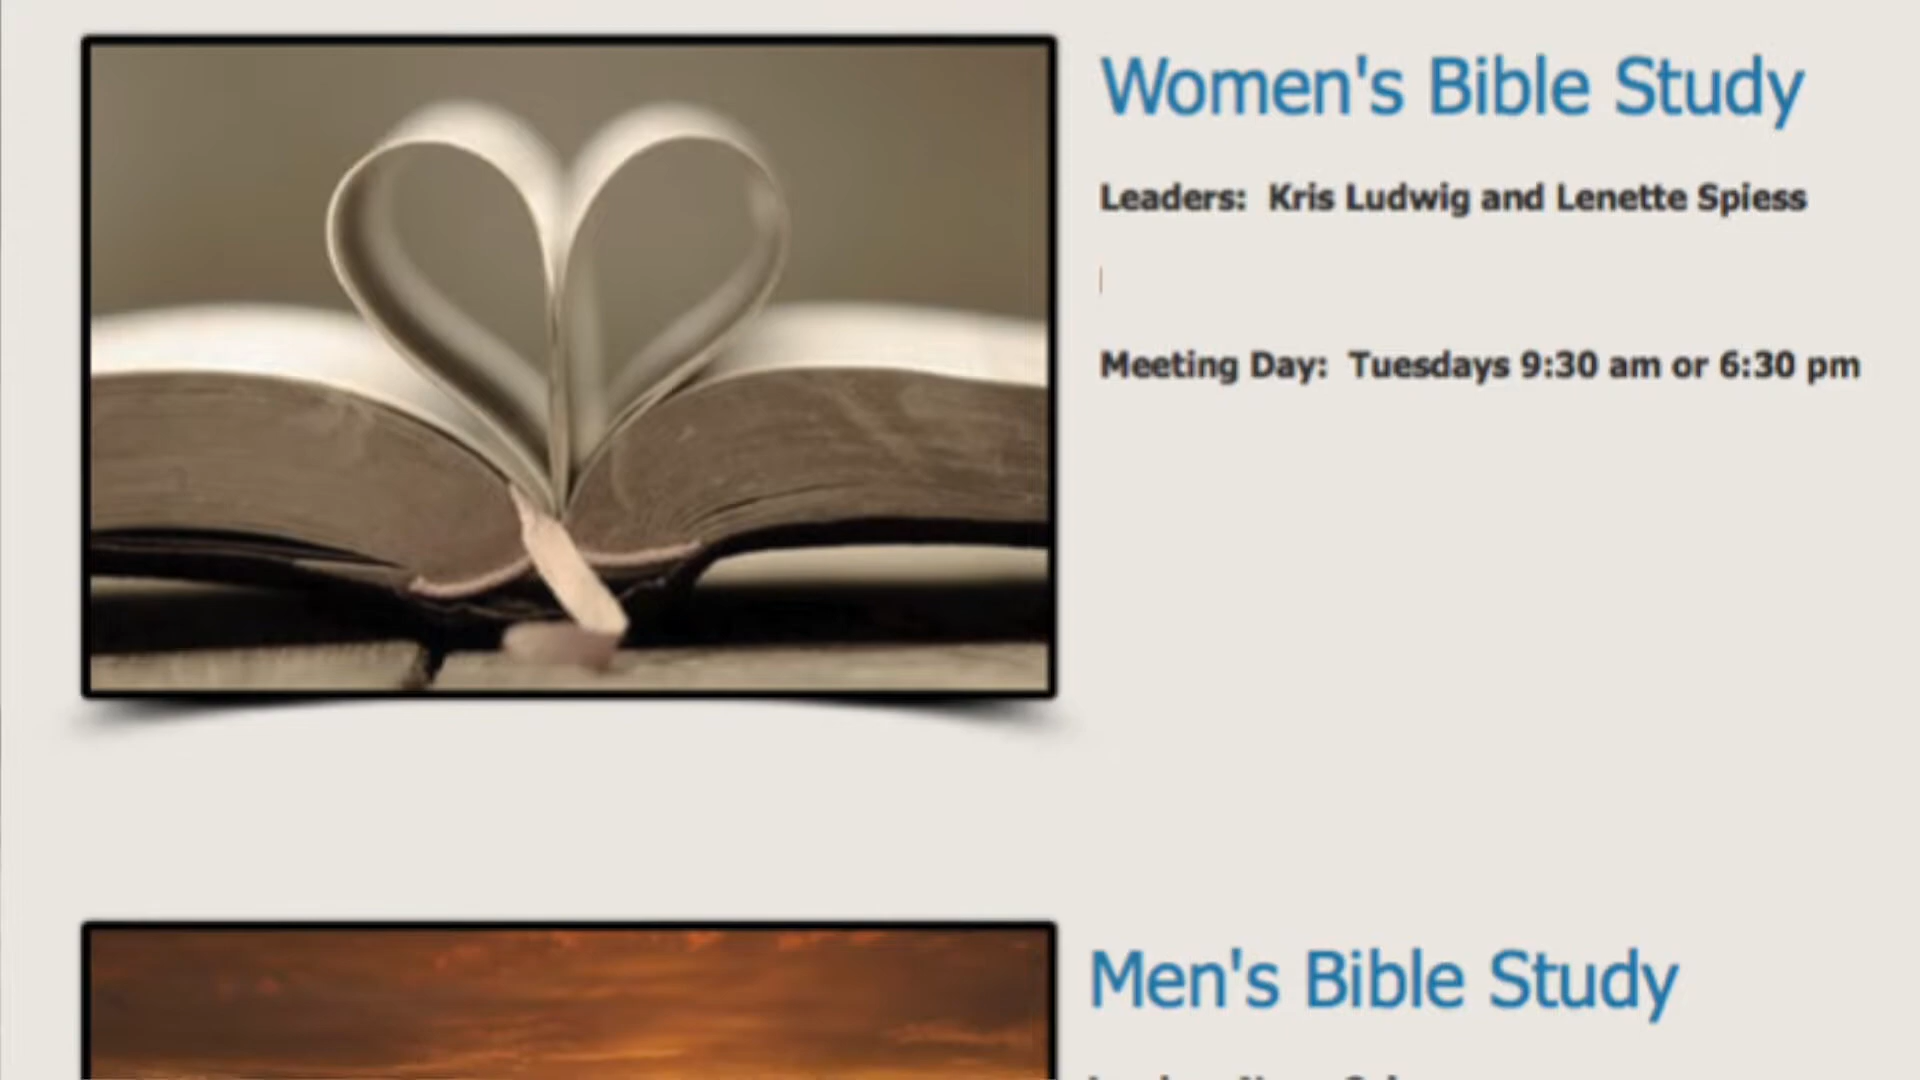 Women's Bible Study
Leaders: Kris Ludwig and Lenette Spiess
Meeting Day: Tuesdays 9:30 am or 6:30 pm
Men's Bible Study